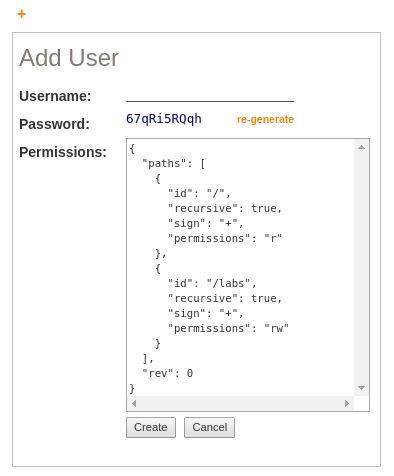 +
Add User
Username:
Password: 67qRi5RQqh re-generate
Permissions:
{
  "paths": [
    {
      "id": "/",
      "recursive": true,
      "sign": "+",
      "permissions": "r"
    },
    {
      "id": "/labs",
      "recursive": true,
      "sign": "+",
      "permissions": "rw"
    }
  ],
  "rev": 0
}
Create Cancel